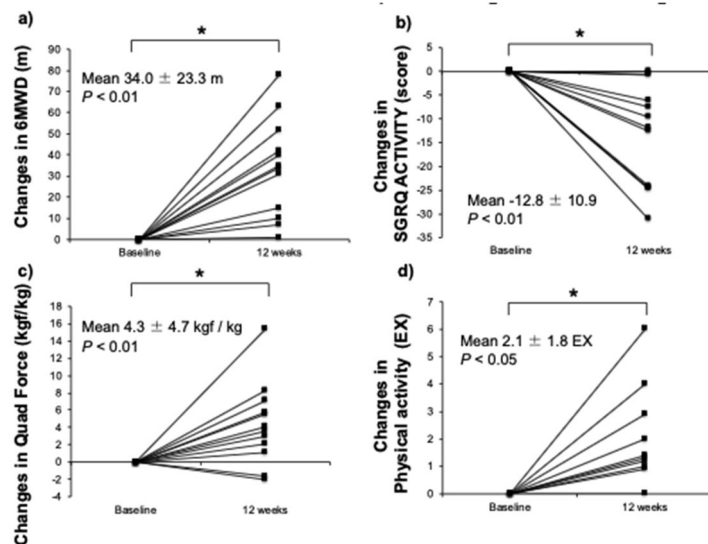 a)
*
Changes in 6MWD (m)
90
80
70
60
50
40
30
20
10
0
Mean 34.0 ± 23.3 m
P < 0.01
Baseline
12 weeks
b)
*
Changes in
SGRQ ACTIVITY (score)
5
0
-5
-10
-15
-20
-25
-30
-35
Mean -12.8 ± 10.9
P < 0.01
Baseline
12 weeks
c)
*
Changes in Quad Force (kgf/kg)
18
16
14
12
10
8
6
4
2
0
-2
-4
Mean 4.3 ± 4.7 kgf / kg
P < 0.01
Baseline
12 weeks
d)
*
Changes in
Physical activity (EX)
7
6
5
4
3
2
1
0
Mean 2.1 ± 1.8 EX
P < 0.05
Baseline
12 weeks